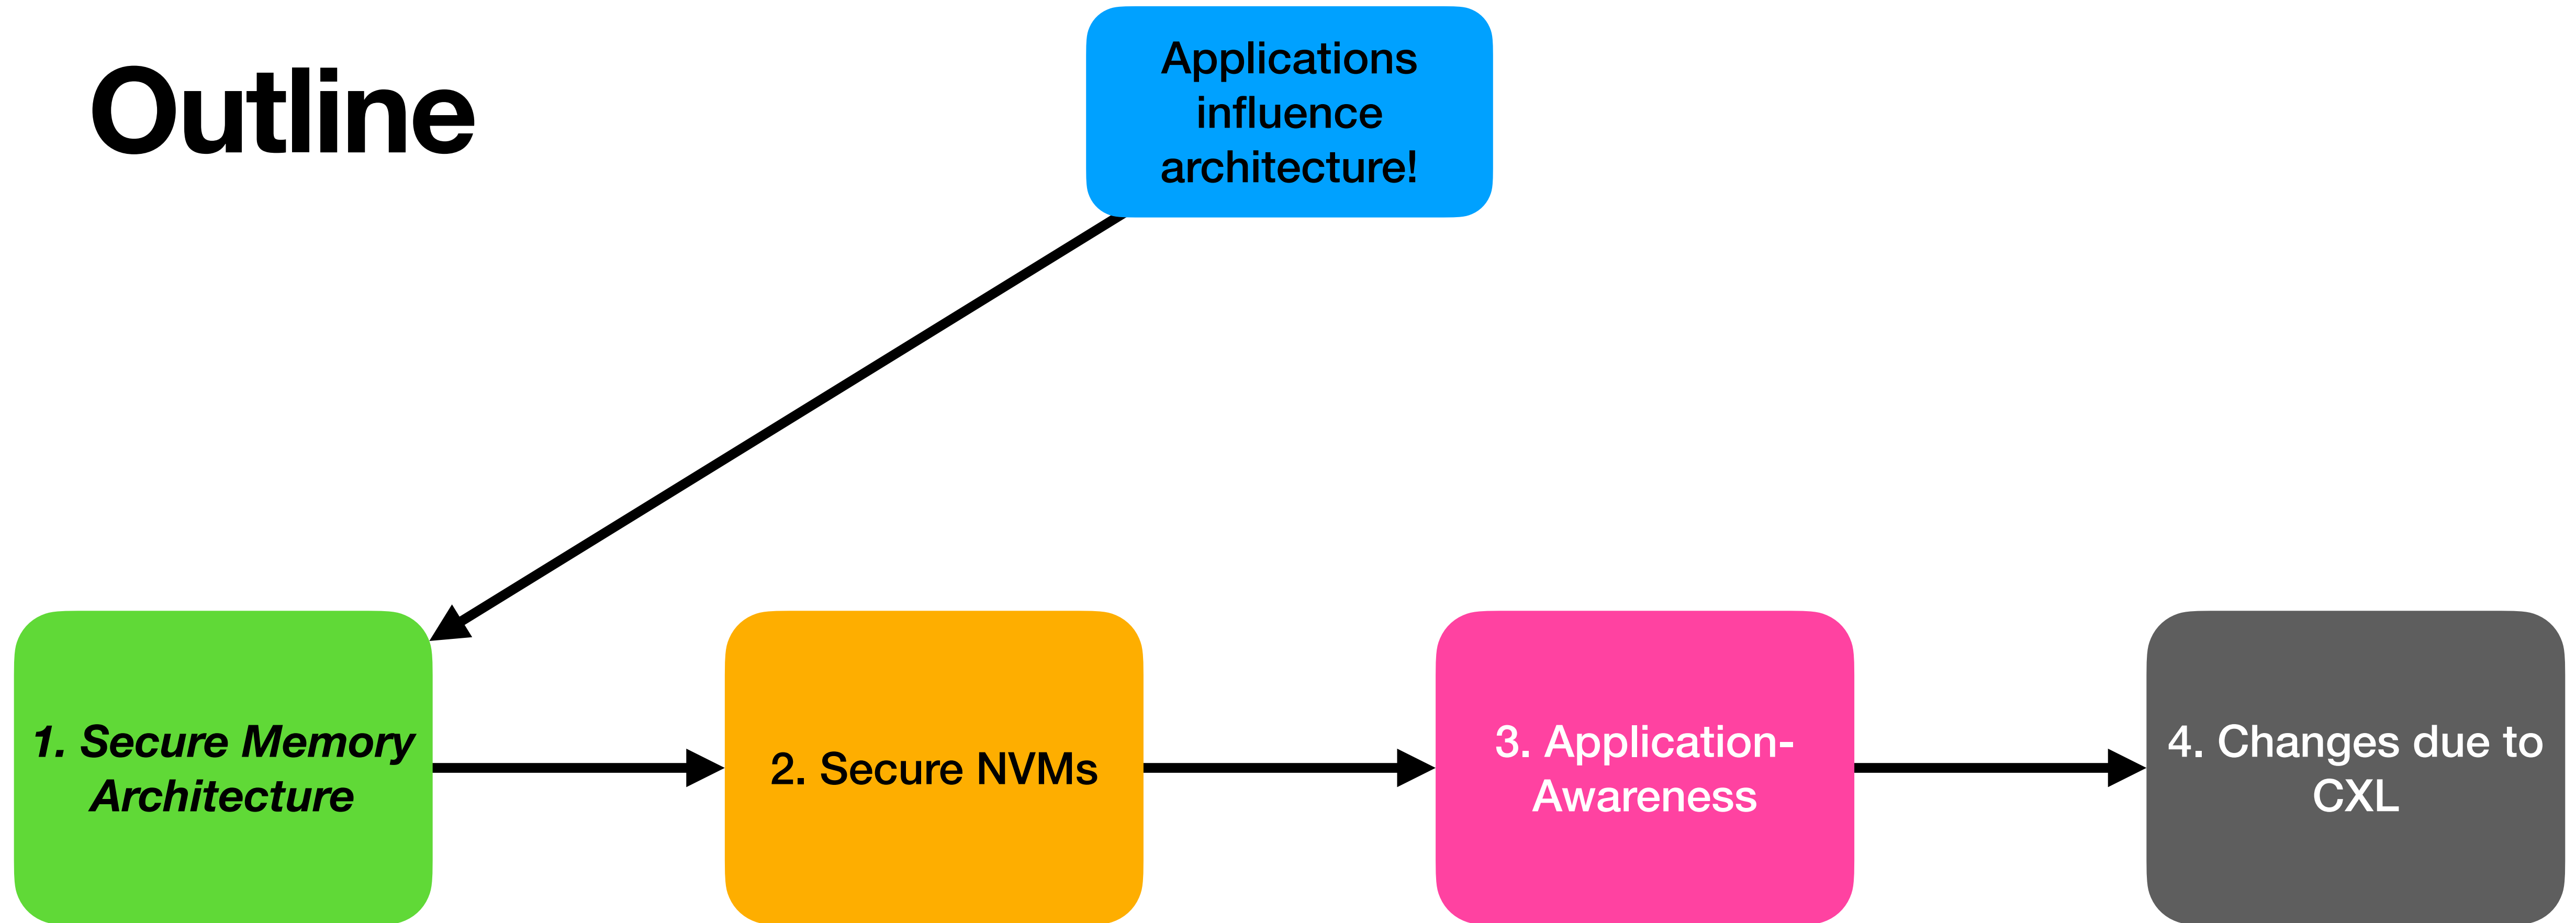 Outline
Applications
influence
architecture!
1. Secure Memory
Architecture
2. Secure NVMs
3. Application-
Awareness
4. Changes due to
CXL